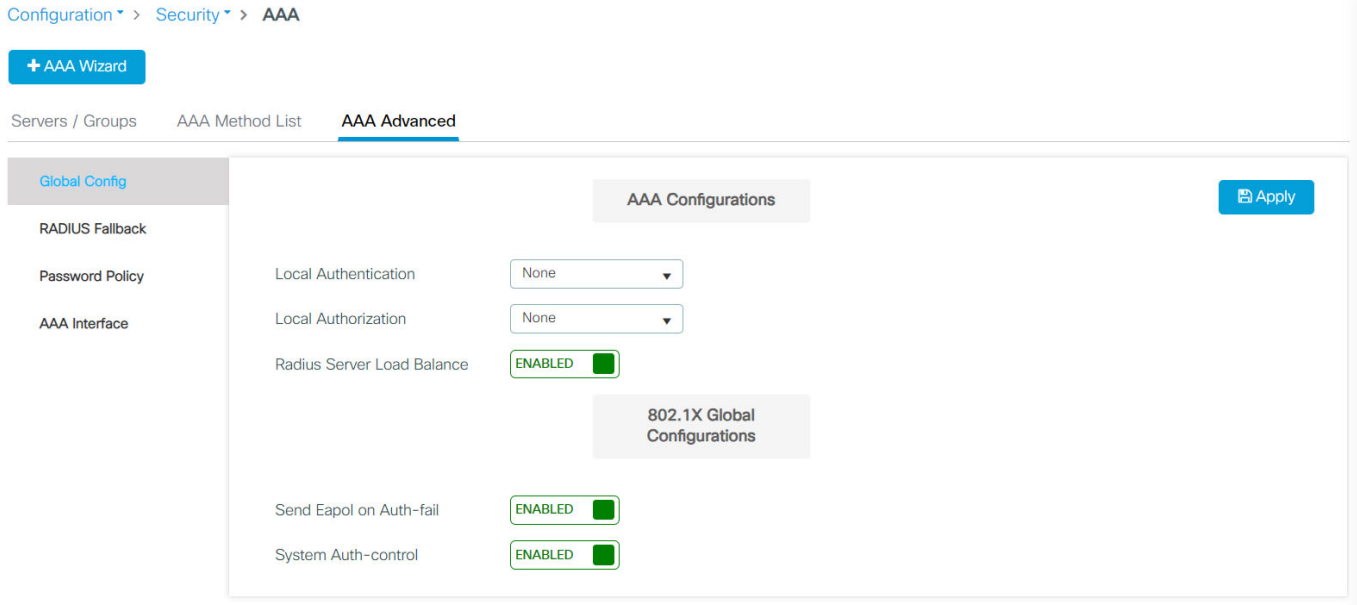 Configuration > Security > AAA
+ AAA Wizard
Servers / Groups AAA Method List AAA Advanced
Global Config
RADIUS Fallback
Password Policy
AAA Interface
AAA Configurations
Apply
Local Authentication None
Local Authorization None
Radius Server Load Balance ENABLED
802.1X Global
Configurations
Send Eapol on Auth-fail ENABLED
System Auth-control ENABLED